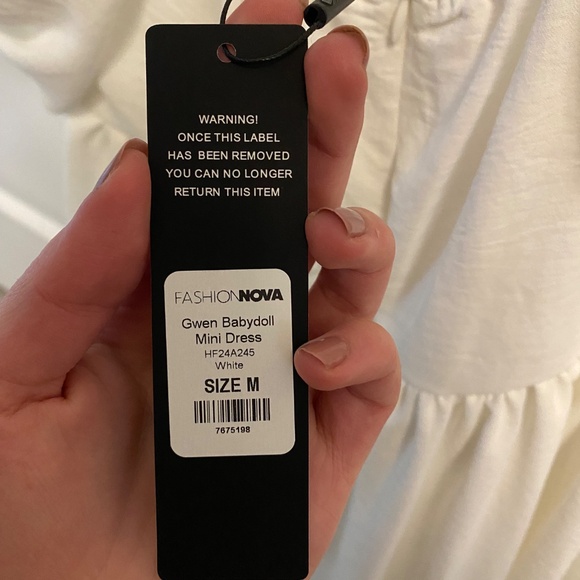 WARNING!
ONCE THIS LABEL
HAS BEEN REMOVED
YOU CAN NO LONGER
RETURN THIS ITEM
FASHIONNOVA
Gwen Babydoll
Mini Dress
HF24A245
White
SIZE M
7675198